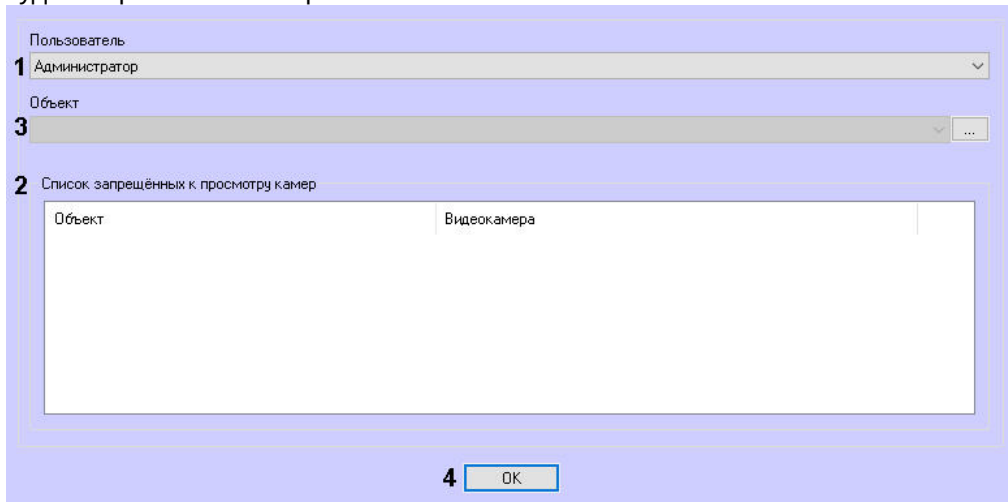 Пользователь
1 Администратор
Объект
3 ...
2 Список запрещённых к просмотру камер
Объект Видеокамера
4 OK